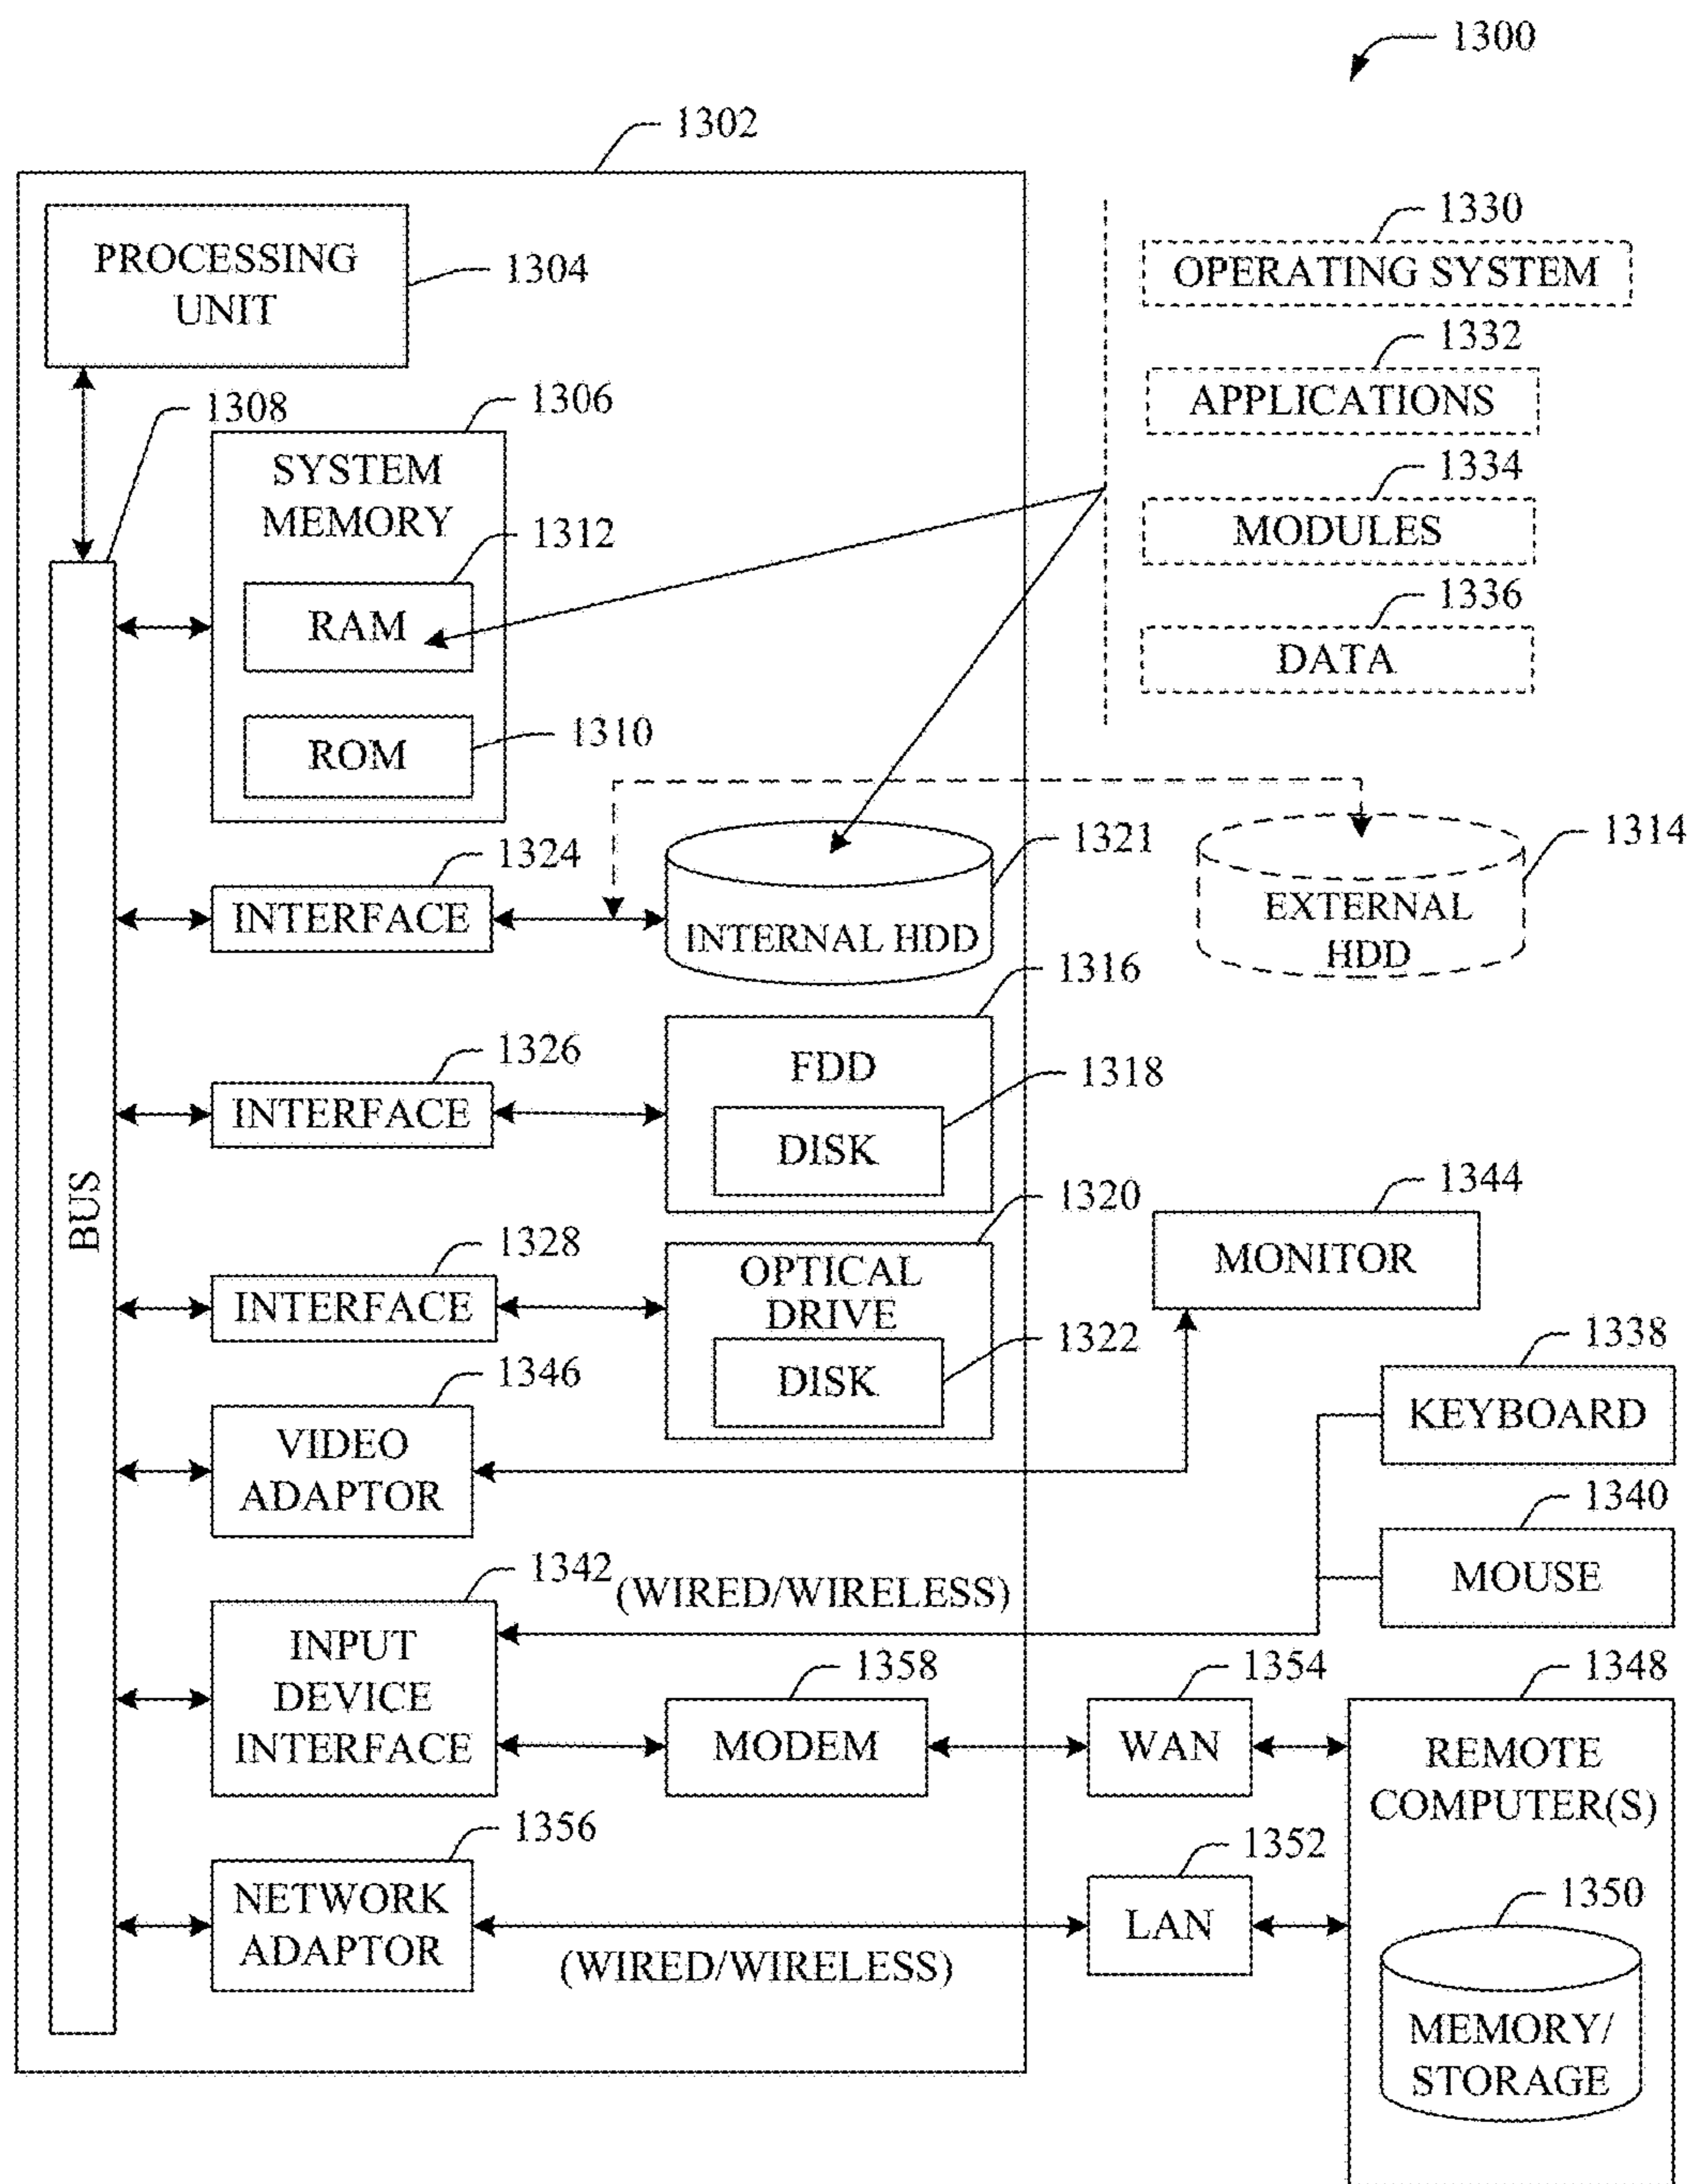 1300
1302
PROCESSING
UNIT
1304
1330
OPERATING SYSTEM
1332
APPLICATIONS
1334
MODULES
1336
DATA
1308
1306
SYSTEM
MEMORY
1312
RAM
1310
ROM
1324
INTERFACE
1321
INTERNAL HDD
1314
EXTERNAL
HDD
1316
FDD
1318
DISK
1326
INTERFACE
BUS
1328
INTERFACE
1320
OPTICAL
DRIVE
1322
DISK
1344
MONITOR
1346
VIDEO
ADAPTOR
1338
KEYBOARD
1340
MOUSE
1342
(WIRED/WIRELESS)
INPUT
DEVICE
INTERFACE
1358
MODEM
1354
WAN
1348
REMOTE
COMPUTER(S)
1356
NETWORK
ADAPTOR
(WIRED/WIRELESS)
1352
LAN
1350
MEMORY/
STORAGE